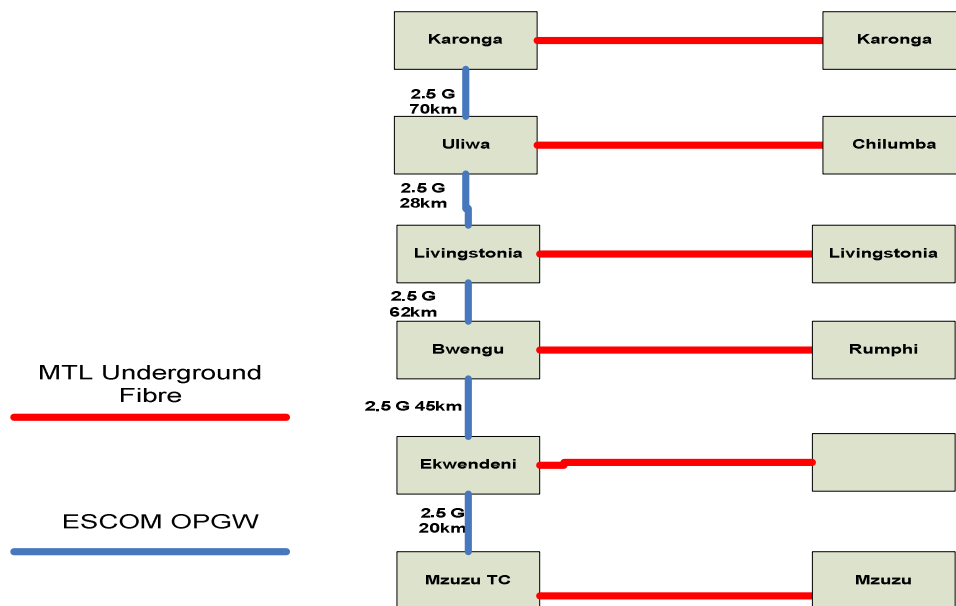 Karonga
Karonga
2.5 G
70km
Uliwa
Chilumba
2.5 G
28km
Livingstonia
Livingstonia
2.5 G
62km
Bwengu
Rumphi
MTL Underground
Fibre
2.5 G 45km
Ekwendeni
ESCOM OPGW
2.5 G
20km
Mzuzu TC
Mzuzu